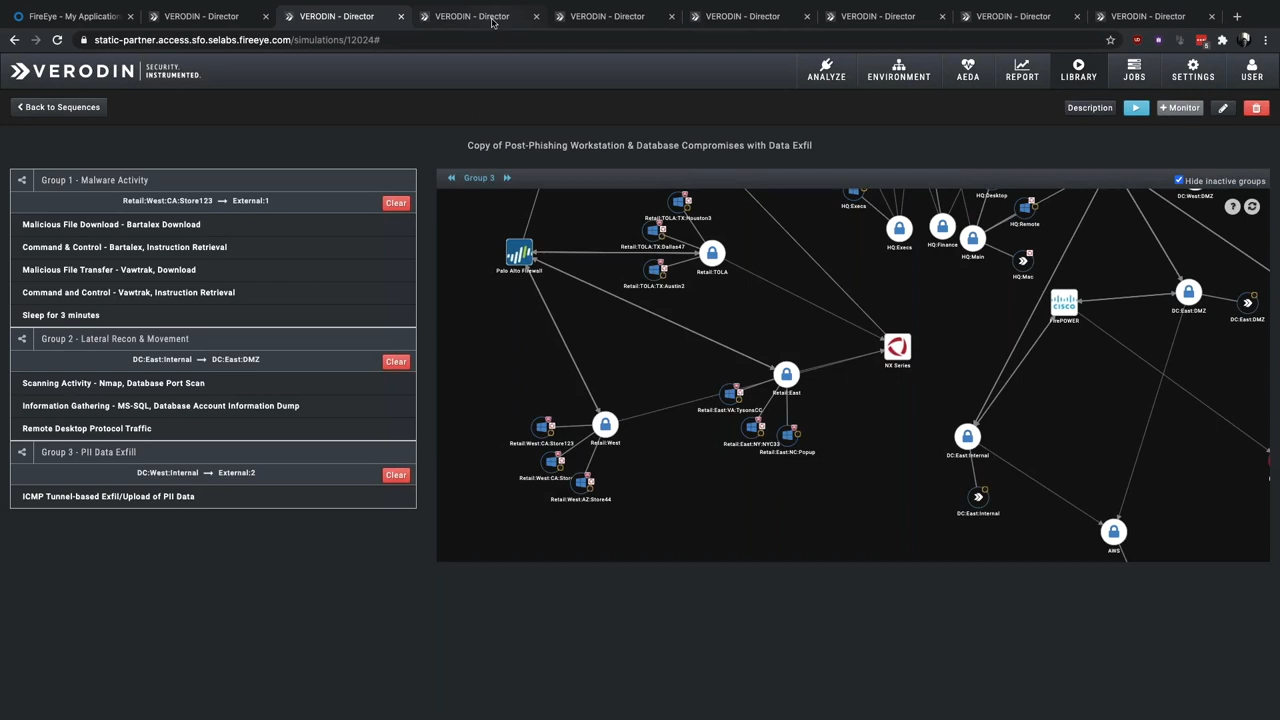 FireEye - My Application
VERODIN - Director
VERODIN - Director
VERODIN - Director
VERODIN - Director
VERODIN - Director
VERODIN - Director
VERODIN - Director
VERODIN - Director
static-partner.access.sfo.selabs.fireeye.com/simulations/12024#
VERODIN SECURITY. INSTRUMENTED.
ANALYZE
ENVIRONMENT
AEDA
REPORT
LIBRARY
JOBS
SETTINGS
USER
Back to Sequences
Description
+ Monitor
Copy of Post-Phishing Workstation & Database Compromises with Data Exfil
Group 1 - Malware Activity
Retail:West:CA:Store123 → External:1
Clear
Malicious File Download - Bartalex Download
Command & Control - Bartalex, Instruction Retrieval
Malicious File Transfer - Vawtrak, Download
Command and Control - Vawtrak, Instruction Retrieval
Sleep for 3 minutes
Group 2 - Lateral Recon & Movement
DC:East:Internal → DC:East:DMZ
Clear
Scanning Activity - Nmap, Database Port Scan
Information Gathering - MS-SQL, Database Account Information Dump
Remote Desktop Protocol Traffic
Group 3 - PII Data Exfill
DC:West:Internal → External:2
Clear
ICMP Tunnel-based Exfil/Upload of PII Data
Group 3
Hide inactive groups
HQ:Desktop
DC:West:DMZ
HQ:Execs
Retail:TOLA:TX:Houston3
HQ:Remote
HQ:Execs
HQ:Finance
Retail:TOLA:TX:Dallas47
HQ:Main
Palo Alto Firewall
Retail:TOLA
HQ:Mac
Retail:TOLA:TX:Austin2
CISCO
DC:East:DMZ
DC:East:DMZ
FirePOWER
NX Series
Retail:East
Retail:East:VA:TysonsCC
Retail:West:CA:Store123
Retail:West
Retail:East:NY:NYC33
Retail:East:NC:Popup
DC:East:Internal
Retail:West:CA:Stor
Retail:West:AZ:Store44
DC:East:Internal
AWS